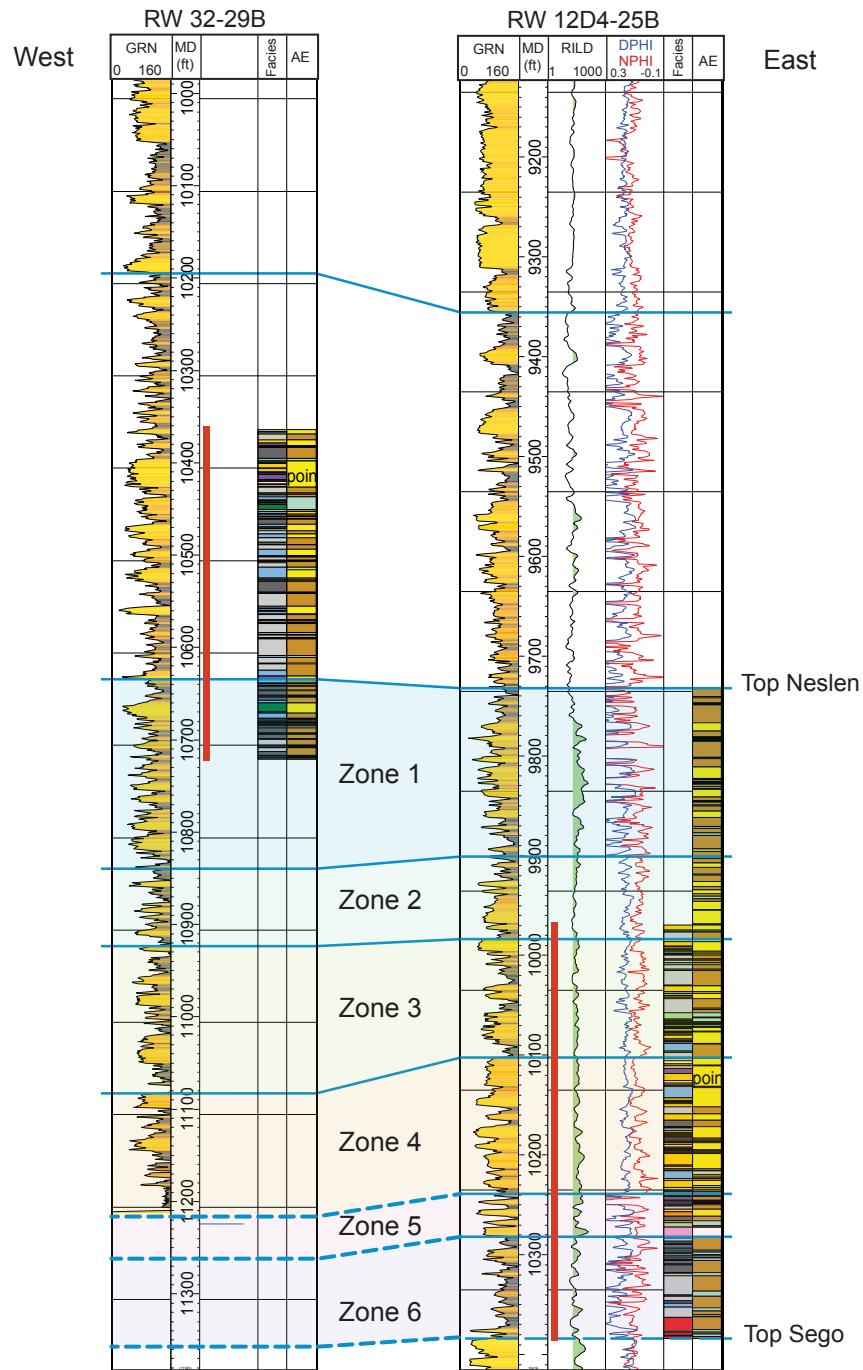 RW 32-29B
RW 12D4-25B
West
East
GRN
0 160
MD
(ft)
Facies
AE
GRN
0 160
MD
(ft)
RILD
1 1000
DPHI
NPHI
0.3 -0.1
Facies
AE
1000
10100
10200
10300
10400
10500
10600
10700
10800
10900
11000
11100
11200
11300
poin
9200
9300
9400
9500
9600
9700
9800
9900
10000
10100
10200
10300
poin
Top Neslen
Zone 1
Zone 2
Zone 3
Zone 4
Zone 5
Zone 6
Top Sego